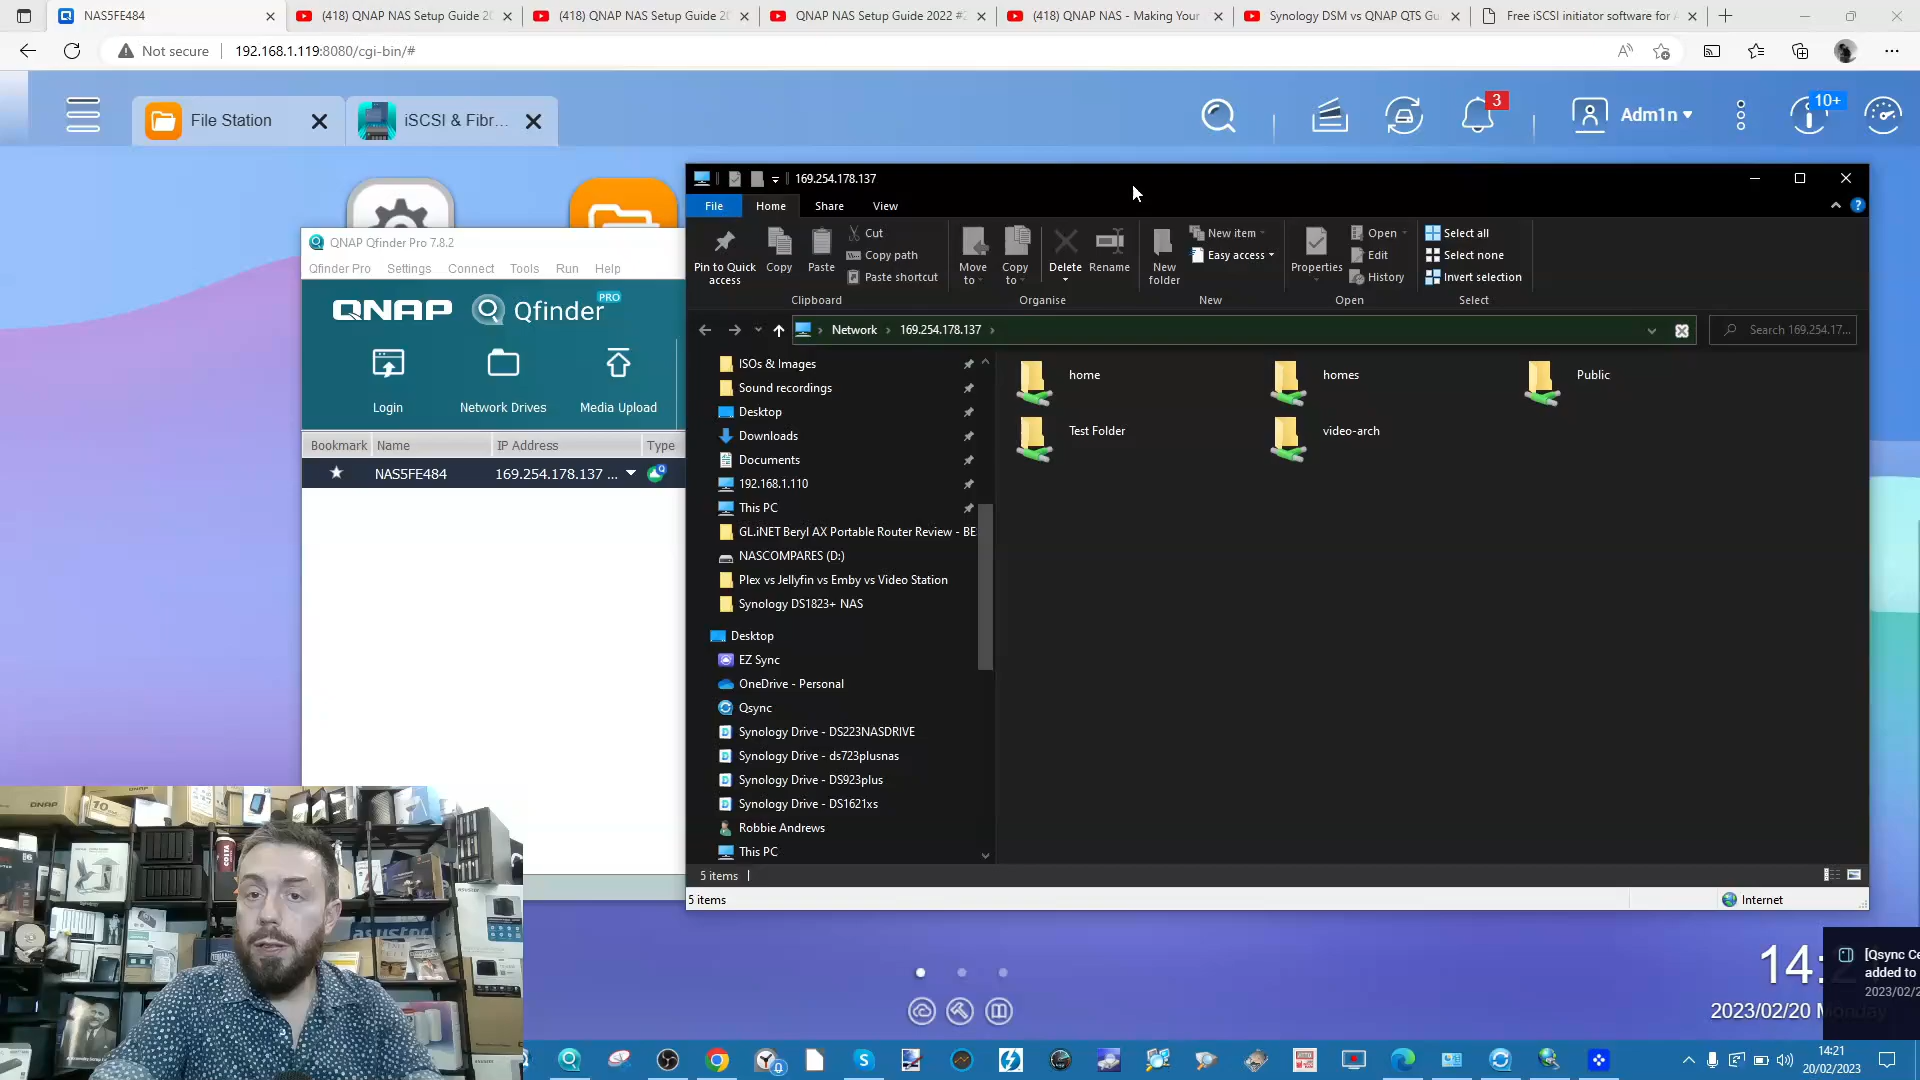 NAS5FE484
(418) QNAP NAS Setup Guide 20
(418) QNAP NAS Setup Guide 20
QNAP NAS Setup Guide 2022 #2
(418) QNAP NAS - Making Your
Synology DSM vs QNAP QTS Gu
Free iSCSI initiator software for
Not secure
192.168.1.119:8080/cgi-bin/#
File Station
iSCSI & Fibr...
3
Adm1n
10+
169.254.178.137
File
Home
Share
View
Pin to Quick access
Copy
Paste
Cut
Copy path
Paste shortcut
Clipboard
Move to
Copy to
Delete
Rename
Organise
New folder
New item
Easy access
New
Properties
Open
Edit
History
Open
Select all
Select none
Invert selection
Select
Network
169.254.178.137
Search 169.254.17...
QNAP Qfinder Pro 7.8.2
Qfinder Pro
Settings
Connect
Tools
Run
Help
QNAP
Qfinder
PRO
Login
Network Drives
Media Upload
Bookmark
Name
IP Address
Type
NAS5FE484
169.254.178.137 ...
ISOs & Images
Sound recordings
Desktop
Downloads
Documents
192.168.1.110
This PC
GL.iNET Beryl AX Portable Router Review - BE
NASCOMPARES (D:)
Plex vs Jellyfin vs Emby vs Video Station
Synology DS1823+ NAS
Desktop
EZ Sync
OneDrive - Personal
Qsync
Synology Drive - DS223NASDRIVE
Synology Drive - ds723plusnas
Synology Drive - DS923plus
Synology Drive - DS1621xs
Robbie Andrews
This PC
home
homes
Public
Test Folder
video-arch
5 items
5 items
Internet
14:
2023/02/20 Monday
[Qsync Ce
added to
2023/02/2
14:21
20/02/2023